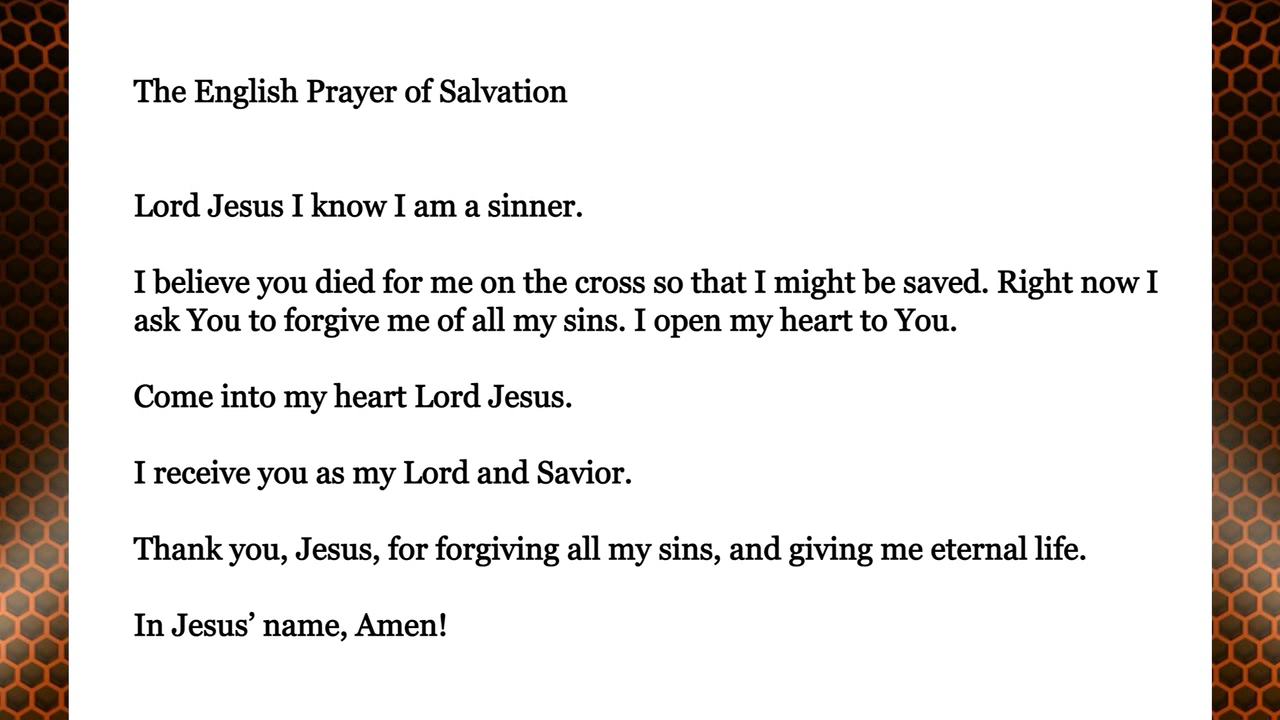 The English Prayer of Salvation
Lord Jesus I know I am a sinner.
I believe you died for me on the cross so that I might be saved. Right now I
ask You to forgive me of all my sins. I open my heart to You.
Come into my heart Lord Jesus.
I receive you as my Lord and Savior.
Thank you, Jesus, for forgiving all my sins, and giving me eternal life.
In Jesus’ name, Amen!